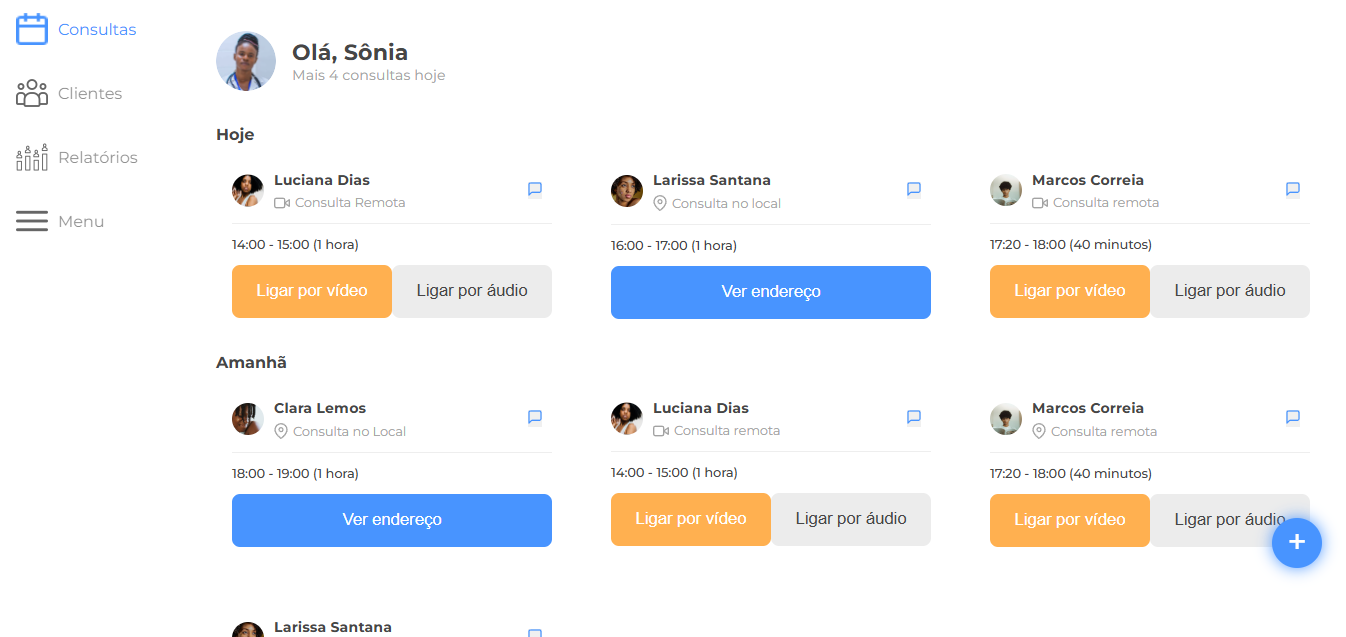 Consultas
Clientes
Relatórios
Menu
Olá, Sônia
Mais 4 consultas hoje
Hoje
Luciana Dias
Consulta Remota
14:00 - 15:00 (1 hora)
Ligar por vídeo Ligar por áudio
Larissa Santana
Consulta no local
16:00 - 17:00 (1 hora)
Ver endereço
Marcos Correia
Consulta remota
17:20 - 18:00 (40 minutos)
Ligar por vídeo Ligar por áudio
Amanhã
Clara Lemos
Consulta no Local
18:00 - 19:00 (1 hora)
Ver endereço
Luciana Dias
Consulta remota
14:00 - 15:00 (1 hora)
Ligar por vídeo Ligar por áudio
Marcos Correia
Consulta remota
17:20 - 18:00 (40 minutos)
Ligar por vídeo Ligar por áudio
+
Larissa Santana